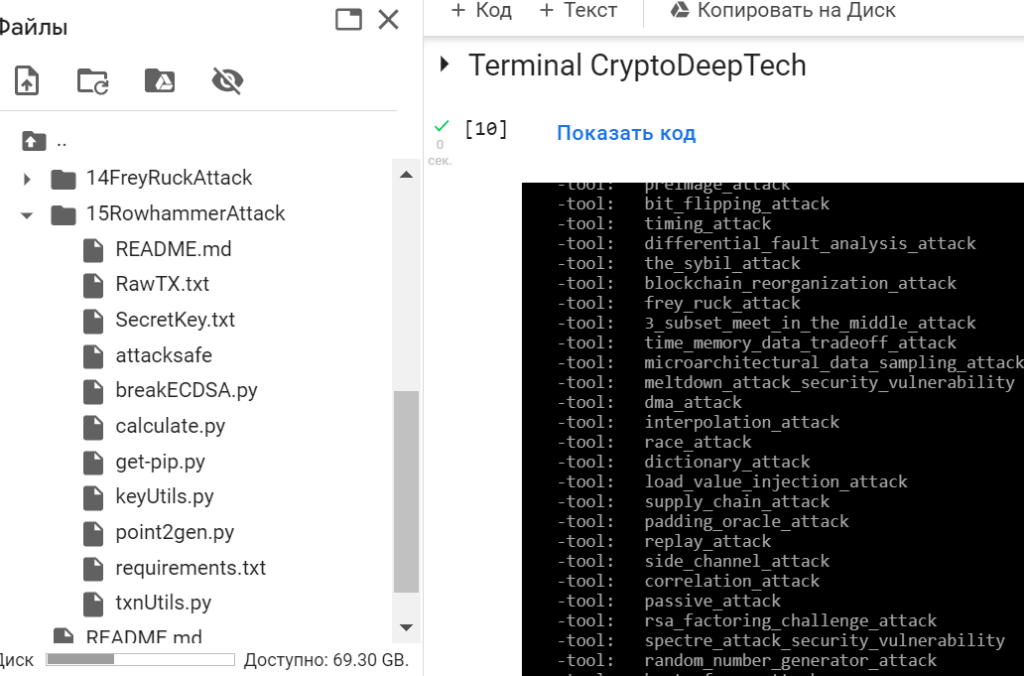 Файлы
+ Код + Текст Копировать на Диск
..
14FreyRuckAttack
15RowhammerAttack
README.md
RawTX.txt
SecretKey.txt
attacksafe
breakECDSA.py
calculate.py
get-pip.py
keyUtils.py
point2gen.py
requirements.txt
txnUtils.py
README.md
Диск Доступно: 69.30 GB.
Terminal CryptoDeepTech
[10] Показать код
0
сек.
-tool: preimage_attack
-tool: bit_flipping_attack
-tool: timing_attack
-tool: differential_fault_analysis_attack
-tool: the_sybil_attack
-tool: blockchain_reorganization_attack
-tool: frey_ruck_attack
-tool: 3_subset_meet_in_the_middle_attack
-tool: time_memory_data_tradeoff_attack
-tool: microarchitectural_data_sampling_attack
-tool: meltdown_attack_security_vulnerability
-tool: dma_attack
-tool: interpolation_attack
-tool: race_attack
-tool: dictionary_attack
-tool: load_value_injection_attack
-tool: supply_chain_attack
-tool: padding_oracle_attack
-tool: replay_attack
-tool: side_channel_attack
-tool: correlation_attack
-tool: passive_attack
-tool: rsa_factoring_challenge_attack
-tool: spectre_attack_security_vulnerability
-tool: random_number_generator_attack